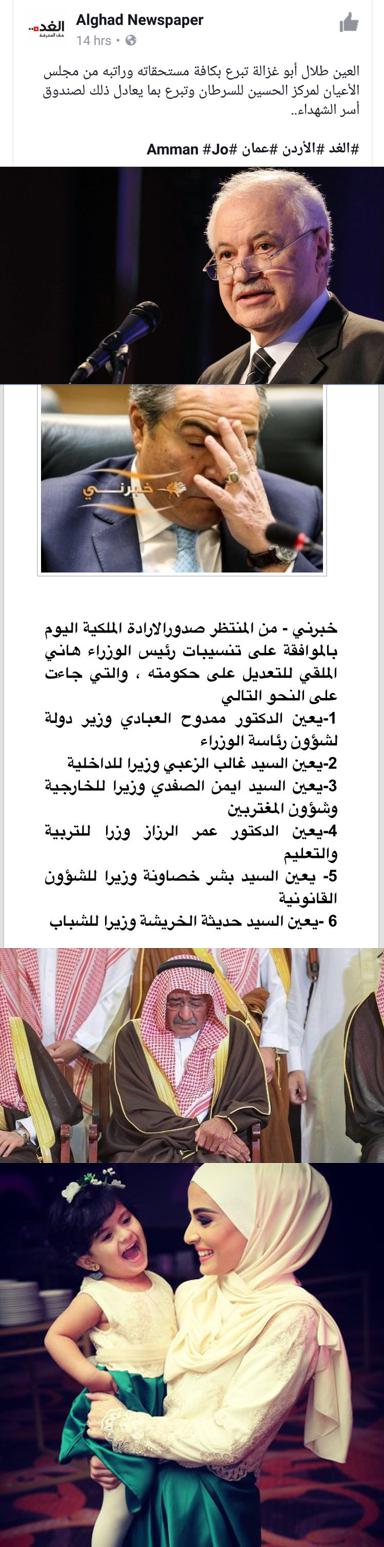 الغد..
Alghad Newspaper
14 hrs •
العين طلال أبو غزالة تبرع بكافة مستحقاته وراتبه من مجلس
الأعيان لمركز الحسين للسرطان وتبرع بما يعادل ذلك لصندوق
أسر الشهداء..
#الغد #الأردن #عمان #Amman #Jo
خبرني
خبرني - من المنتظر صدورالارادة الملكية اليوم
بالموافقة على تنسيبات رئيس الوزراء هاني
الملقي للتعديل على حكومته ، والتي جاءت
على النحو التالي
1-يعين الدكتور ممدوح العبادي وزير دولة
لشؤون رئاسة الوزراء
2-يعين السيد غالب الزعبي وزيرا للداخلية
3-يعين السيد ايمن الصفدي وزيرا للخارجية
وشؤون المغتربين
4-يعين الدكتور عمر الرزاز وزرا للتربية
والتعليم
5- يعين السيد بشر خصاونة وزيرا للشؤون
القانونية
6 -يعين السيد حديثة الخريشة وزيرا للشباب